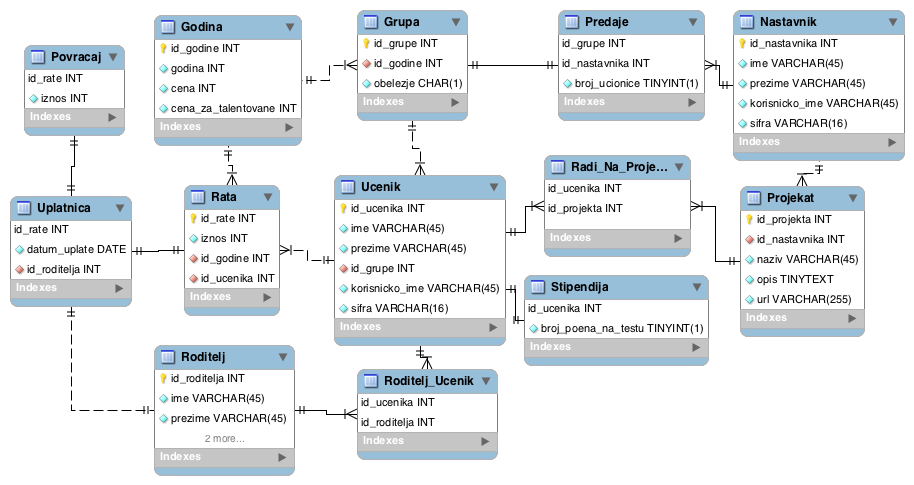 Povracaj
id_rate INT
iznos INT
Indexes
Godina
id_godine INT
godina INT
cena INT
cena_za_talentovane INT
Indexes
Grupa
id_grupe INT
id_godine INT
obelezje CHAR(1)
Indexes
Predaje
id_grupe INT
id_nastavnika INT
broj_ucionice TINYINT(1)
Indexes
Nastavnik
id_nastavnika INT
ime VARCHAR(45)
prezime VARCHAR(45)
korisnicko_ime VARCHAR(45)
sifra VARCHAR(16)
Indexes
Uplatnica
id_rate INT
datum_uplate DATE
id_roditelja INT
Indexes
Rata
id_rate INT
iznos INT
id_godine INT
id_ucenika INT
Indexes
Ucenik
id_ucenika INT
ime VARCHAR(45)
prezime VARCHAR(45)
id_grupe INT
korisnicko_ime VARCHAR(45)
sifra VARCHAR(16)
Indexes
Radi_Na_Proje...
id_ucenika INT
id_projekta INT
Indexes
Projekat
id_projekta INT
id_nastavnika INT
naziv VARCHAR(45)
opis TINYTEXT
url VARCHAR(255)
Indexes
Stipendija
id_ucenika INT
broj_poena_na_testu TINYINT(1)
Indexes
Roditelj
id_roditelja INT
ime VARCHAR(45)
prezime VARCHAR(45)
2 more...
Indexes
Roditelj_Ucenik
id_ucenika INT
id_roditelja INT
Indexes